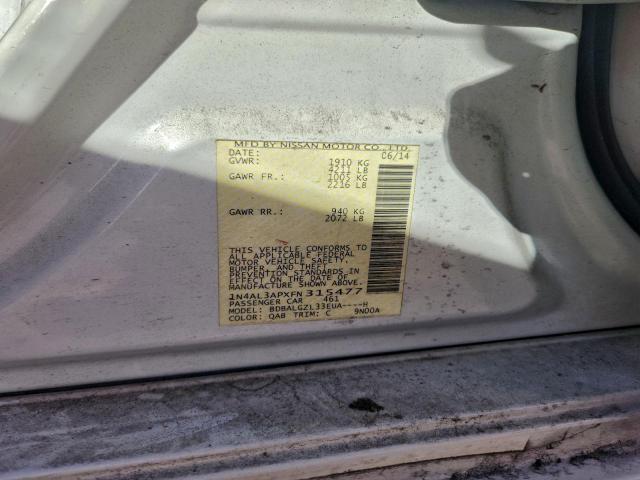 MFD BY NISSAN MOTOR CO., LTD.
DATE: 06/14
GVWR: 1910 KG
4211 LB
GAWR FR.: 1005 KG
2216 LB
GAWR RR.: 940 KG
2072 LB
THIS VEHICLE CONFORMS TO
ALL APPLICABLE FEDERAL
MOTOR VEHICLE SAFETY,
BUMPER, AND THEFT
PREVENTION STANDARDS IN
EFFECT ON THE DATE OF
MANUFACTURE SHOWN ABOVE.
1N4AL3APXFN 315477
PASSENGER CAR 461
MODEL: BDBALGZL33EUA----H
COLOR: QAB TRIM: C 9N00A